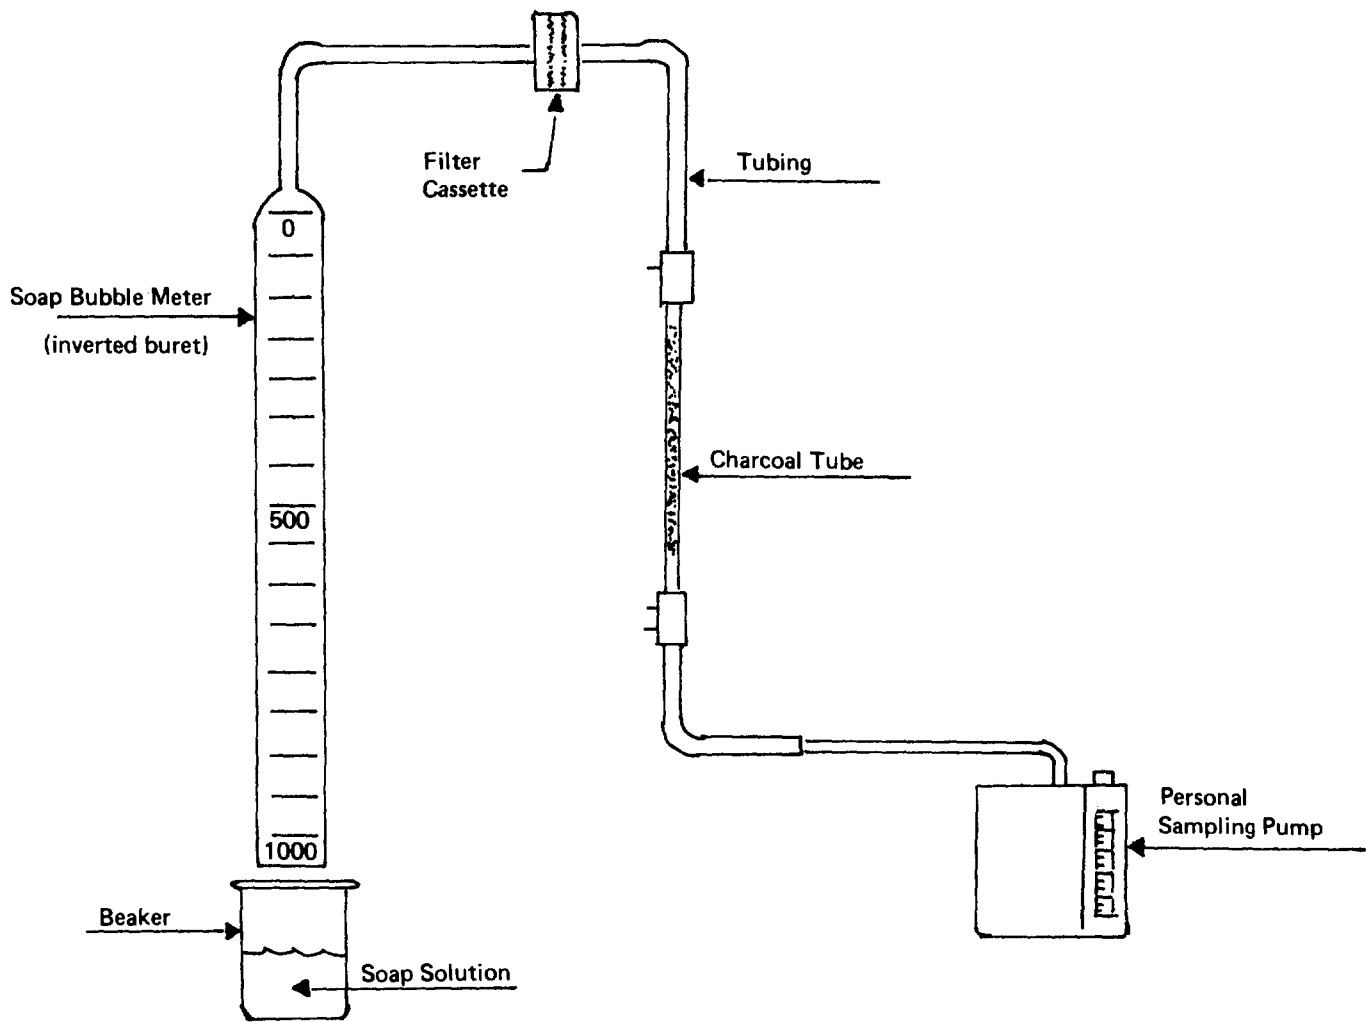 Filter
Cassette
Tubing
0
Soap Bubble Meter
(inverted buret)
Charcoal Tube
500
Personal
Sampling Pump
1000
Beaker
Soap Solution